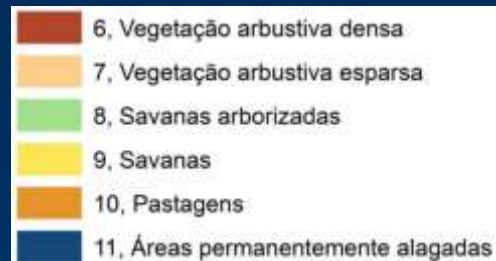 6, Vegetação arbustiva densa
7, Vegetação arbustiva esparsa
8, Savanas arborizadas
9, Savanas
10, Pastagens
11, Áreas permanentemente alagadas